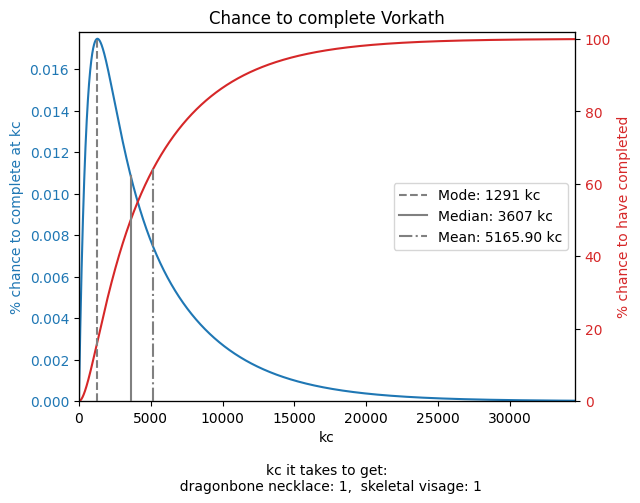 Chance to complete Vorkath
% chance to complete at kc
0.016
0.014
0.012
0.010
0.008
0.006
0.004
0.002
0.000
100
80
60
40
20
0
% chance to have completed
Mode: 1291 kc
Median: 3607 kc
Mean: 5165.90 kc
0 5000 10000 15000 20000 25000 30000
kc
kc it takes to get:
dragonbone necklace: 1, skeletal visage: 1